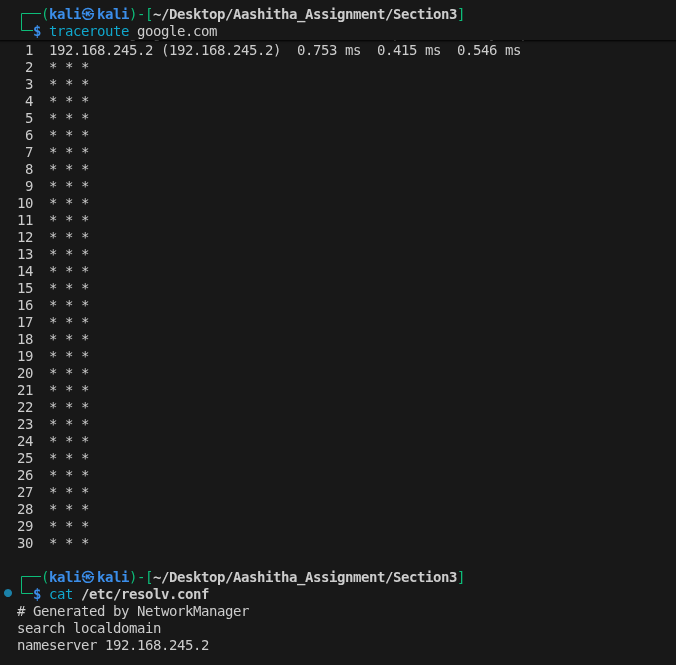 ┌──(kali㉿kali)-[~/Desktop/Aashitha_Assignment/Section3]
└─$ traceroute google.com
1  192.168.245.2 (192.168.245.2)  0.753 ms  0.415 ms  0.546 ms
2  * * *
3  * * *
4  * * *
5  * * *
6  * * *
7  * * *
8  * * *
9  * * *
10  * * *
11  * * *
12  * * *
13  * * *
14  * * *
15  * * *
16  * * *
17  * * *
18  * * *
19  * * *
20  * * *
21  * * *
22  * * *
23  * * *
24  * * *
25  * * *
26  * * *
27  * * *
28  * * *
29  * * *
30  * * *
┌──(kali㉿kali)-[~/Desktop/Aashitha_Assignment/Section3]
└─$ cat /etc/resolv.conf
# Generated by NetworkManager
search localdomain
nameserver 192.168.245.2